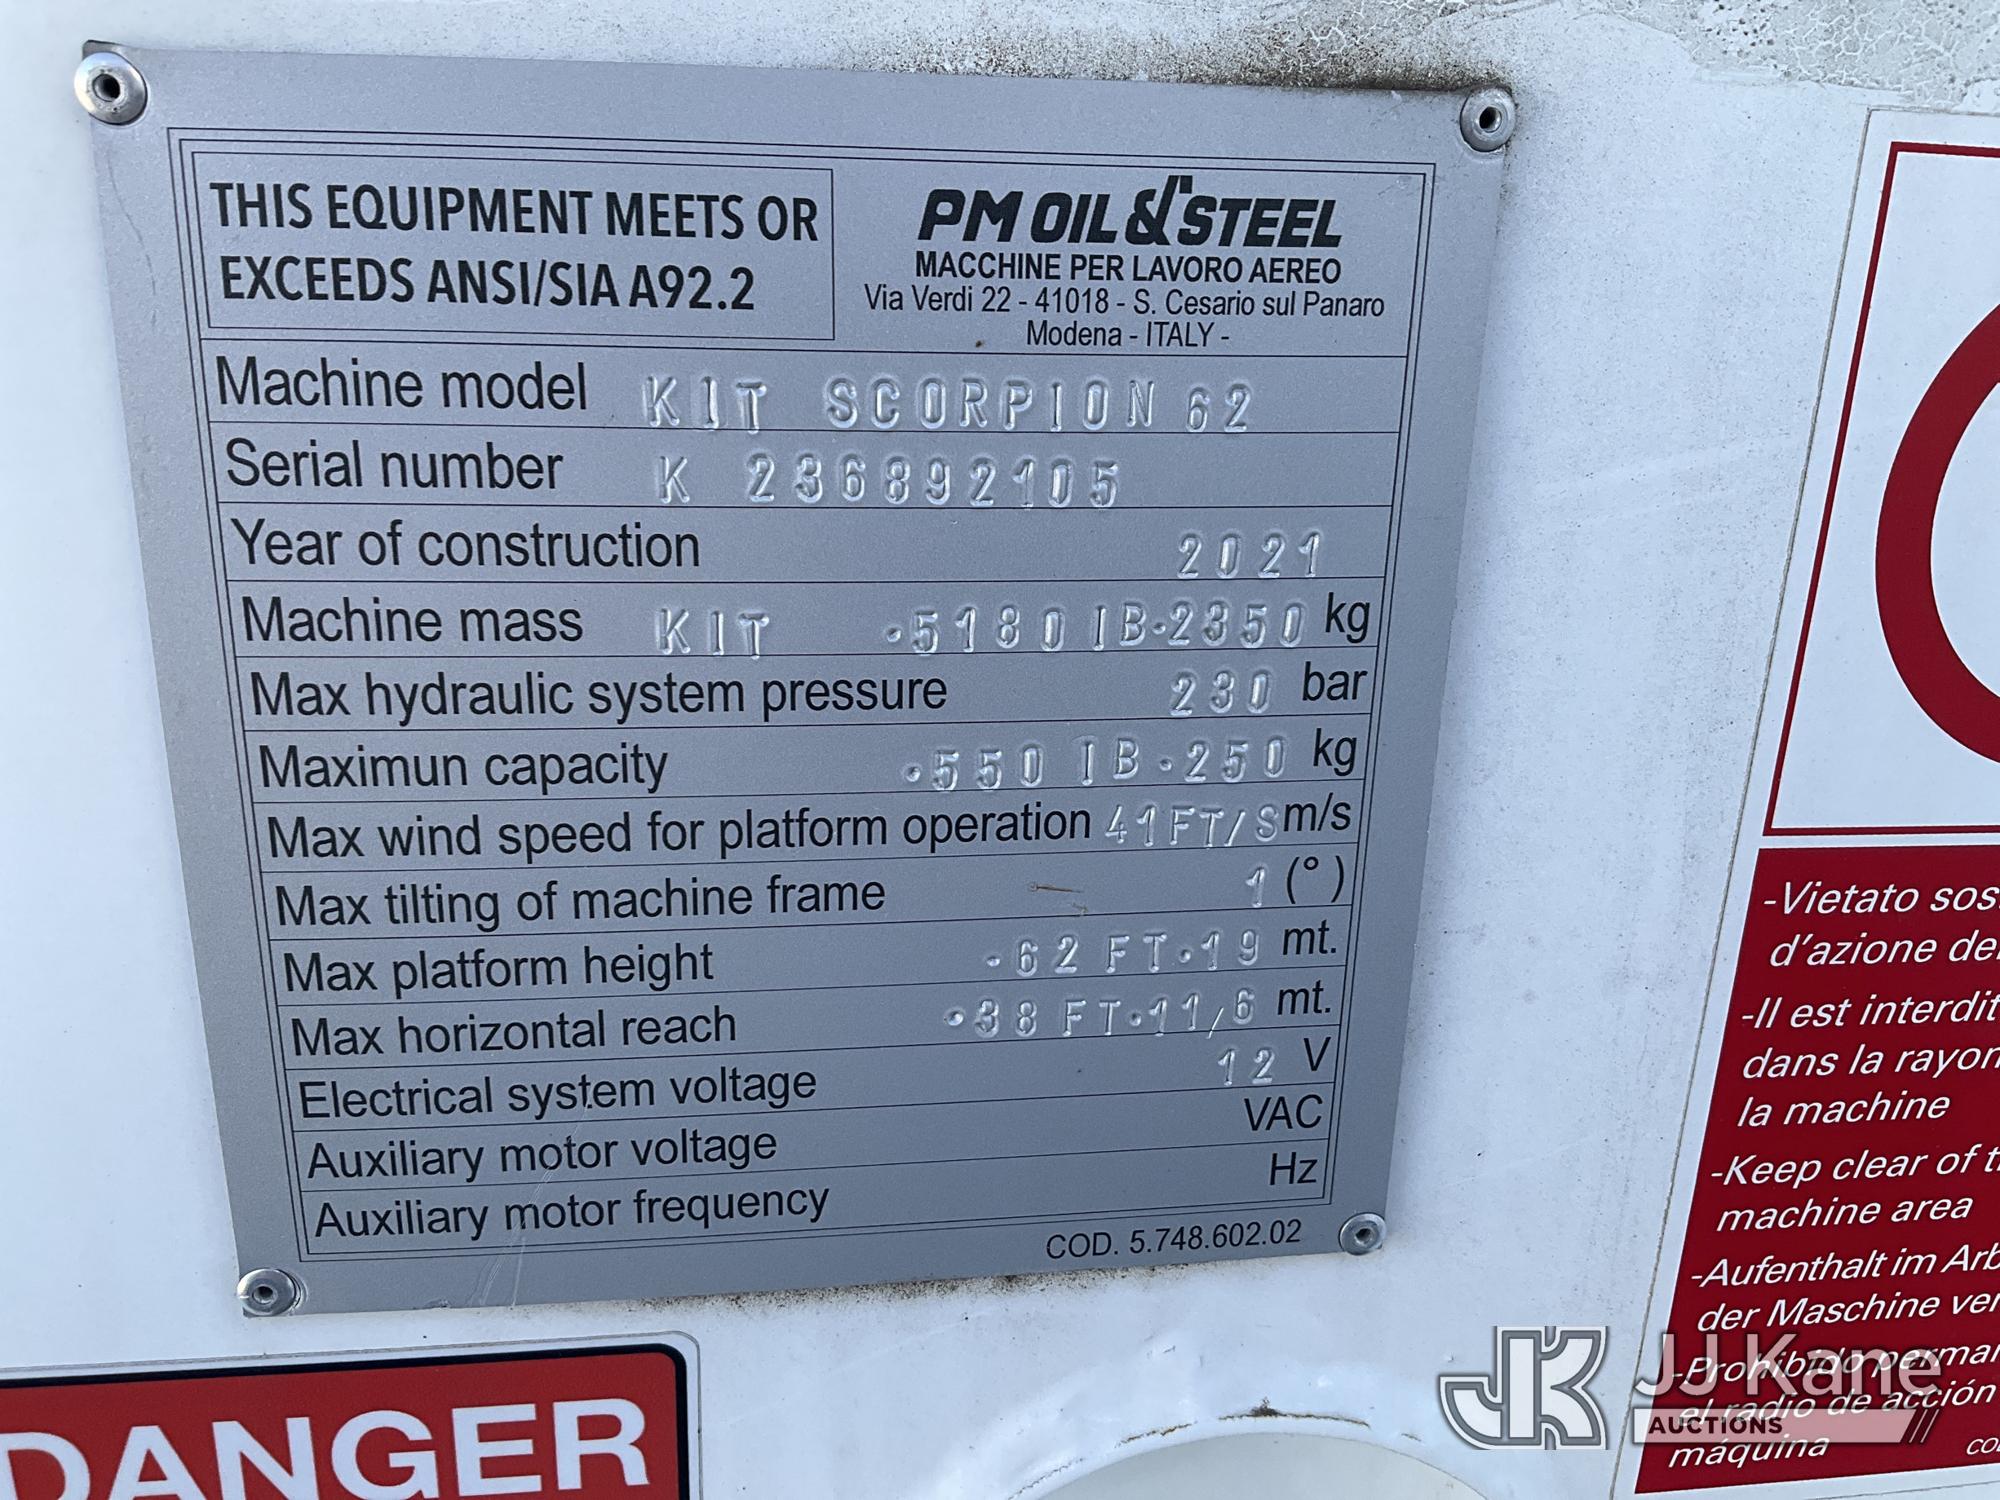 THIS EQUIPMENT MEETS OR
EXCEEDS ANSI/SIA A92.2
PM OIL & STEEL
MACCHINE PER LAVORO AEREO
Via Verdi 22 - 41018 - S. Cesario sul Panaro
Modena - ITALY -
Machine model KIT SCORPION 62
Serial number K 236892105
Year of construction 2021
Machine mass KIT .5180 IB.2350 kg
Max hydraulic system pressure 230 bar
Maximun capacity .550 IB.250 kg
Max wind speed for platform operation 41FT/S m/s
Max tilting of machine frame 1 (°)
Max platform height .62 FT.19 mt.
Max horizontal reach .38 FT.11,6 mt.
Electrical system voltage 12 V
Auxiliary motor voltage VAC
Auxiliary motor frequency Hz
COD. 5.748.602.02
DANGER
-Vietato
d'azione
-Il est interdit
dans la
la machine
-Keep clear of
machine area
-Aufenthalt im
der Maschine
-Prohibido
el radio de acción
máquina
JK JJ Kane
AUCTIONS